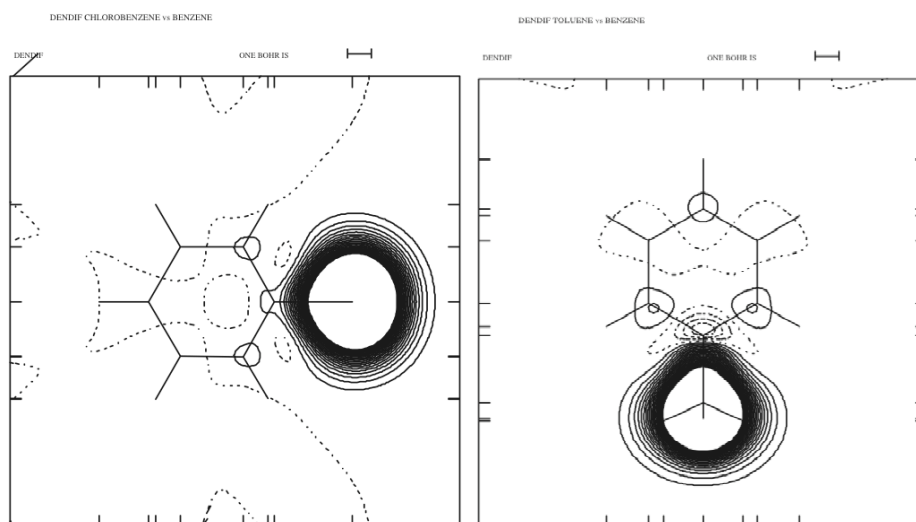 DENDIF CHLOROBENZENE vs BENZENE
DENDIF
ONE BOHR IS
DENDIF TOLUENE vs BENZENE
DENDIF
ONE BOHR IS